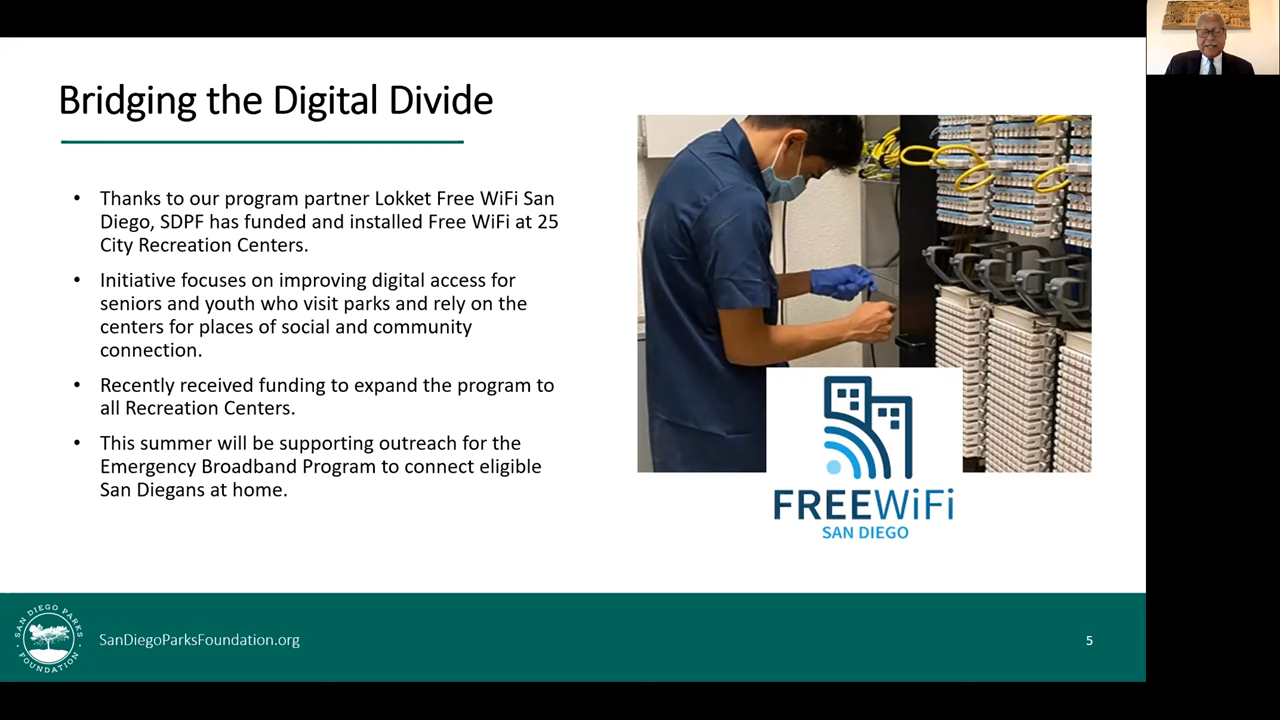 Bridging the Digital Divide
• Thanks to our program partner Lokket Free WiFi San
Diego, SDPF has funded and installed Free WiFi at 25
City Recreation Centers.
• Initiative focuses on improving digital access for
seniors and youth who visit parks and rely on the
centers for places of social and community
connection.
• Recently received funding to expand the program to
all Recreation Centers.
• This summer will be supporting outreach for the
Emergency Broadband Program to connect eligible
San Diegans at home.
FREEWiFi
SAN DIEGO
SAN DIEGO PARKS
FOUNDATION
SanDiegoParksFoundation.org
5